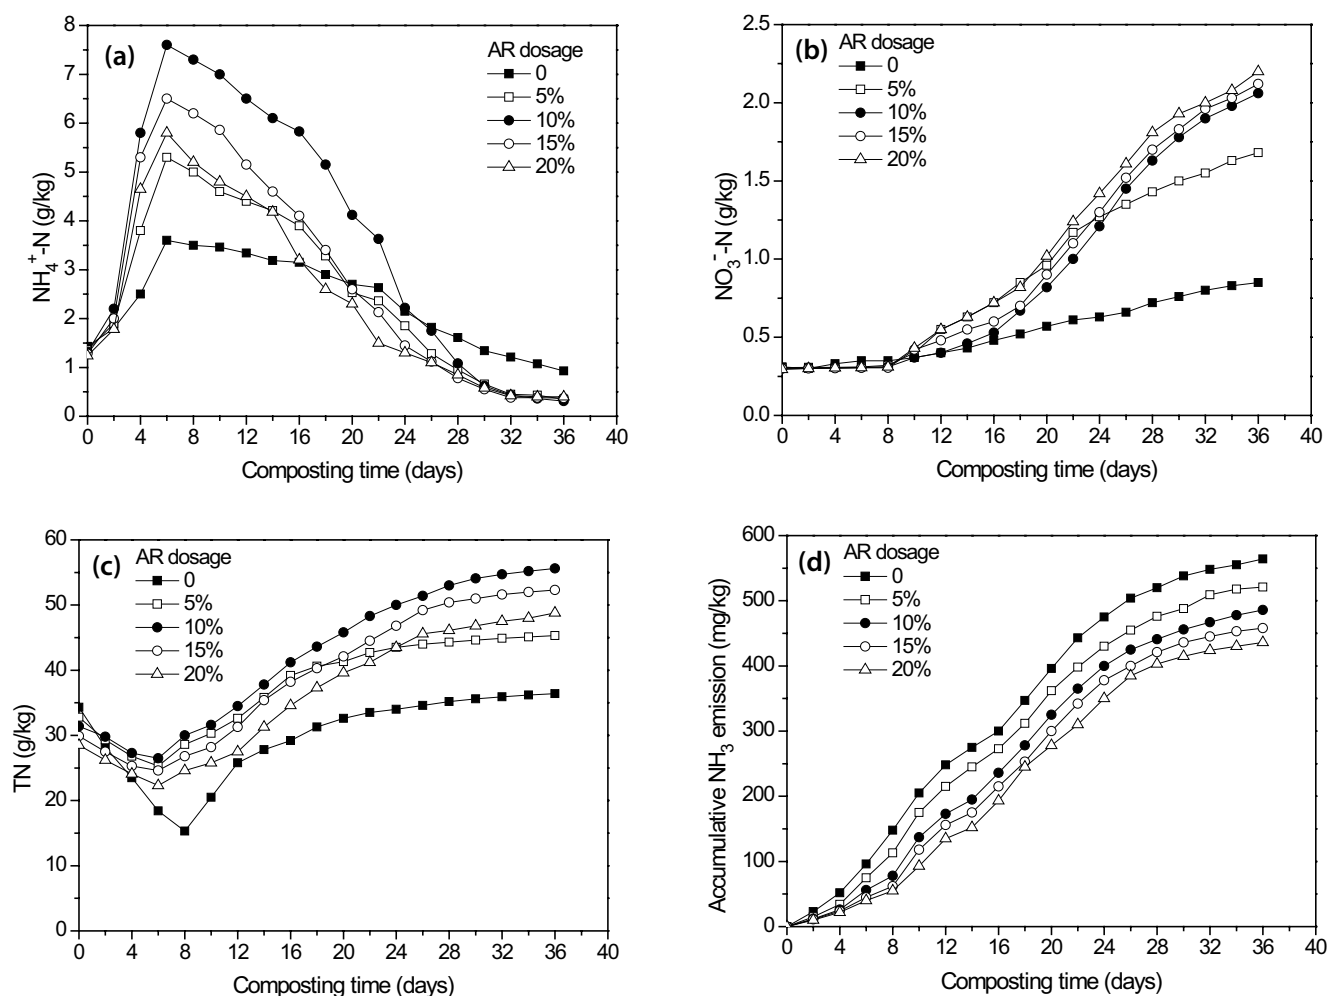 (a)
AR dosage
0
5%
10%
15%
20%
NH₄⁺-N (g/kg)
8
7
6
5
4
3
2
1
0
0 4 8 12 16 20 24 28 32 36 40
Composting time (days)
(b)
AR dosage
0
5%
10%
15%
20%
NO₃⁻-N (g/kg)
2.5
2.0
1.5
1.0
0.5
0.0
0 4 8 12 16 20 24 28 32 36 40
Composting time (days)
(c)
AR dosage
0
5%
10%
15%
20%
TN (g/kg)
60
50
40
30
20
10
0
0 4 8 12 16 20 24 28 32 36 40
Composting time (days)
(d)
AR dosage
0
5%
10%
15%
20%
Accumulative NH₃ emission (mg/kg)
600
500
400
300
200
100
0
0 4 8 12 16 20 24 28 32 36 40
Composting time (days)